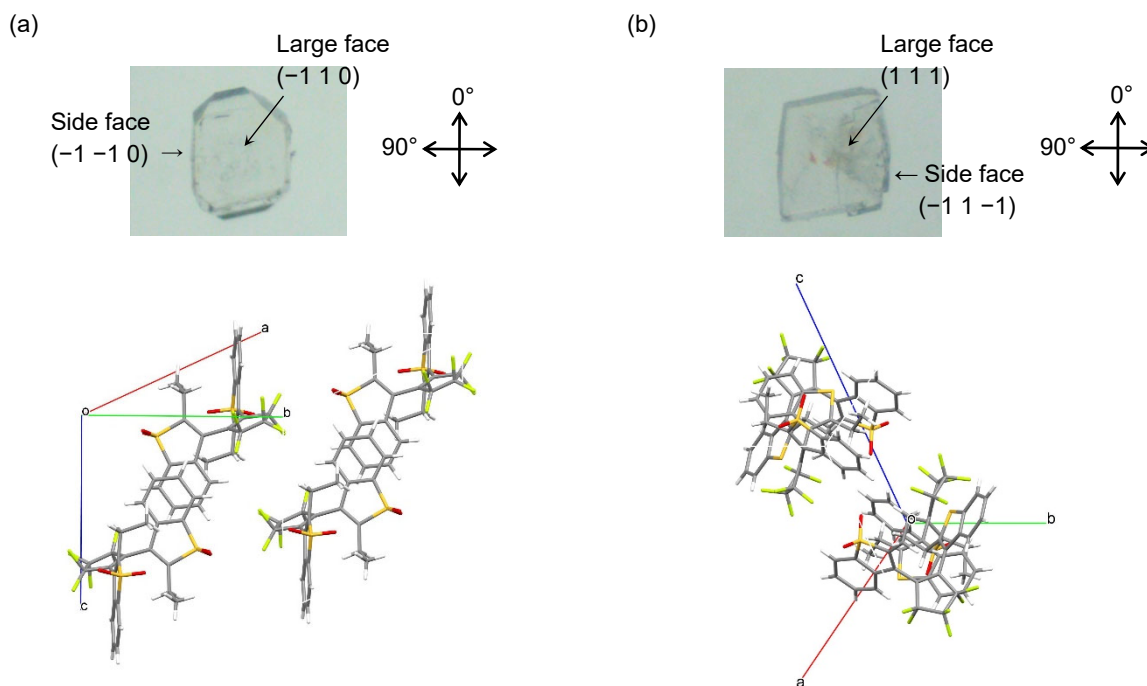 (a)
Large face
(−1 1 0)
Side face
(−1 −1 0) →
0°
90°
a
o
b
c
(b)
Large face
(1 1 1)
0°
90°
← Side face
(−1 1 −1)
c
o
b
a